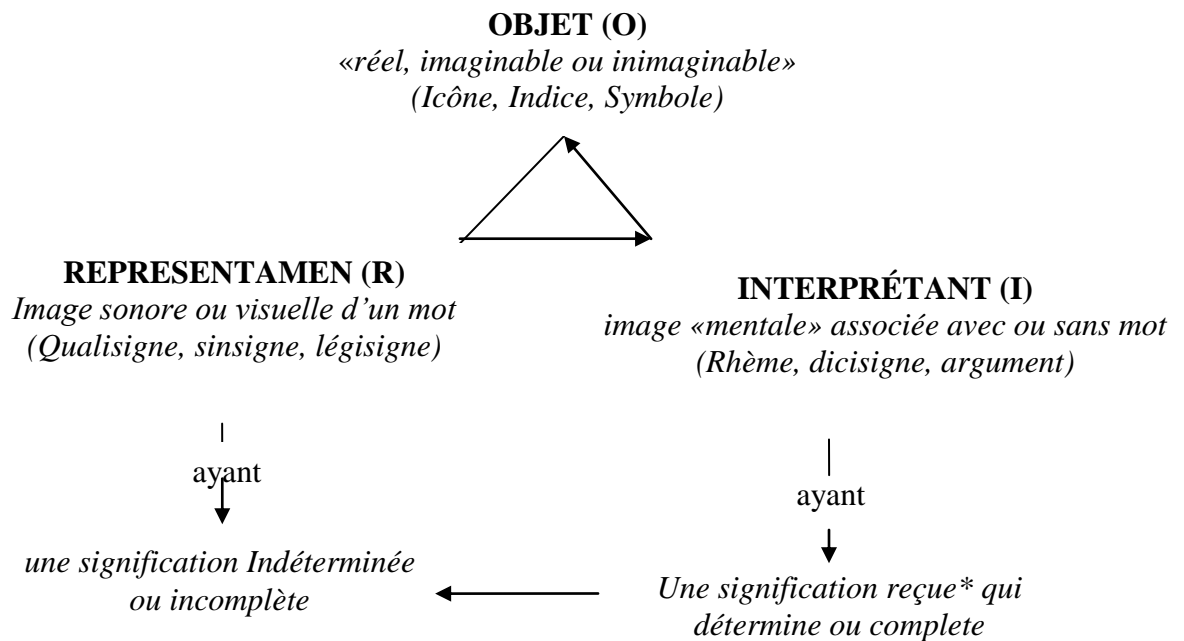 OBJET (O)
«réel, imaginable ou inimaginable»
(Icône, Indice, Symbole)
REPRESENTAMEN (R)
Image sonore ou visuelle d’un mot
(Qualisigne, sinsigne, légisigne)
INTERPRÉTANT (I)
image «mentale» associée avec ou sans mot
(Rhème, dicisigne, argument)
ayant
ayant
une signification Indéterminée
ou incomplète
Une signification reçue* qui
détermine ou complete